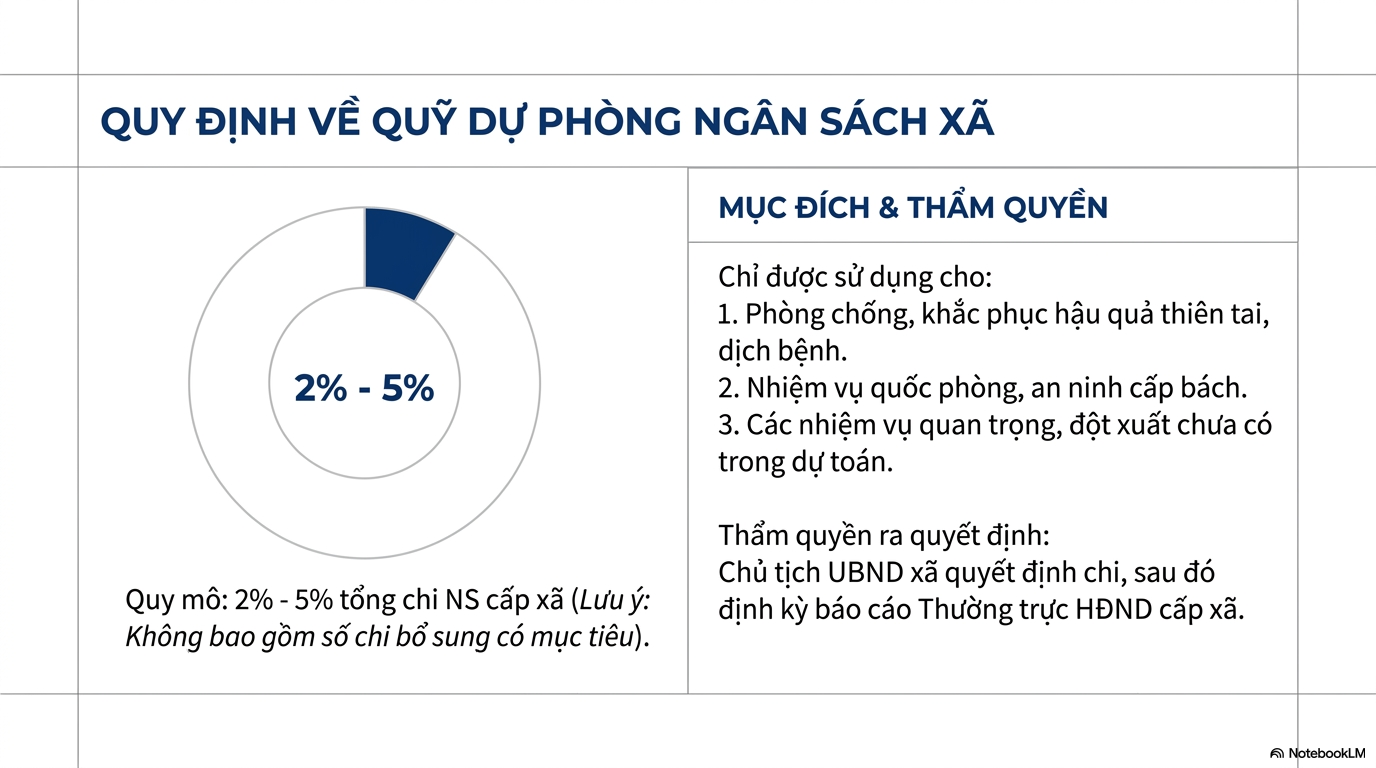 QUY ĐỊNH VỀ QUỸ DỰ PHÒNG NGÂN SÁCH XÃ
2% - 5%
Quy mô: 2% - 5% tổng chi NS cấp xã (Lưu ý:
Không bao gồm số chi bổ sung có mục tiêu).
MỤC ĐÍCH & THẨM QUYỀN
Chỉ được sử dụng cho:
1. Phòng chống, khắc phục hậu quả thiên tai,
dịch bệnh.
2. Nhiệm vụ quốc phòng, an ninh cấp bách.
3. Các nhiệm vụ quan trọng, đột xuất chưa có
trong dự toán.
Thẩm quyền ra quyết định:
Chủ tịch UBND xã quyết định chi, sau đó
định kỳ báo cáo Thường trực HĐND cấp xã.
NotebookLM